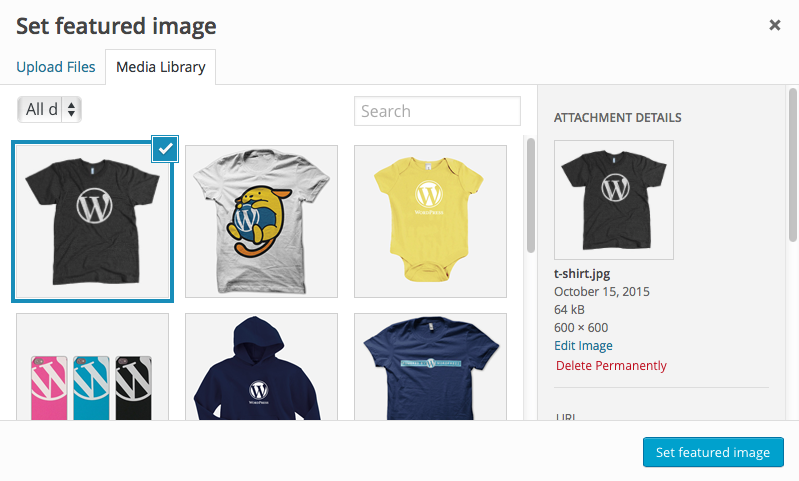 Set featured image
×
Upload Files
Media Library
All d
Search
ATTACHMENT DETAILS
W
W
W
WordPress
t-shirt.jpg
October 15, 2015
64 kB
600 × 600
Edit Image
Delete Permanently
W
W
W
W
WordPress
W
URL
Set featured image